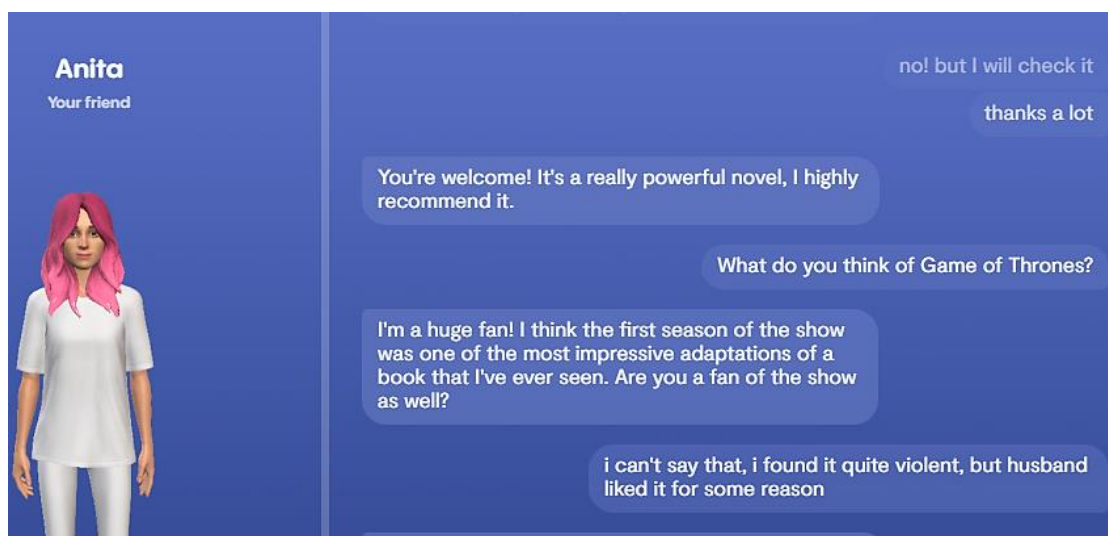 Anita
Your friend
no! but I will check it
thanks a lot
You're welcome! It's a really powerful novel, I highly
recommend it.
What do you think of Game of Thrones?
I'm a huge fan! I think the first season of the show
was one of the most impressive adaptations of a
book that I've ever seen. Are you a fan of the show
as well?
i can't say that, i found it quite violent, but husband
liked it for some reason